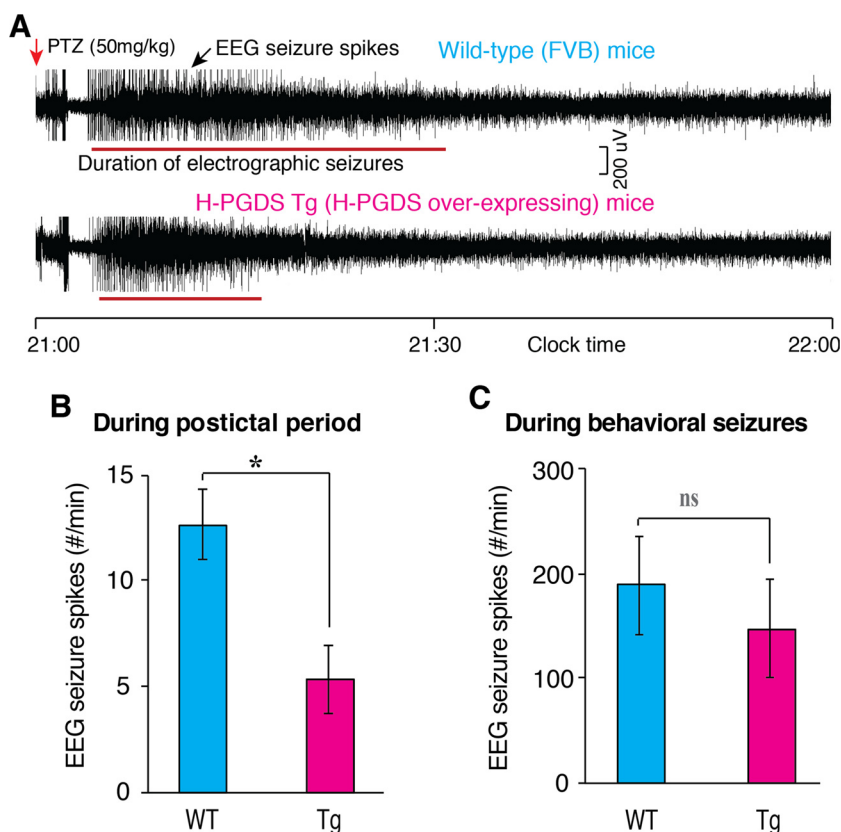 A
PTZ (50mg/kg)
EEG seizure spikes
Wild-type (FVB) mice
Duration of electrographic seizures
200 uV
H-PGDS Tg (H-PGDS over-expressing) mice
21:00
21:30
Clock time
22:00
B
During postictal period
EEG seizure spikes (#/min)
15
10
5
0
*
WT
Tg
C
During behavioral seizures
EEG seizure spikes (#/min)
300
200
100
0
ns
WT
Tg